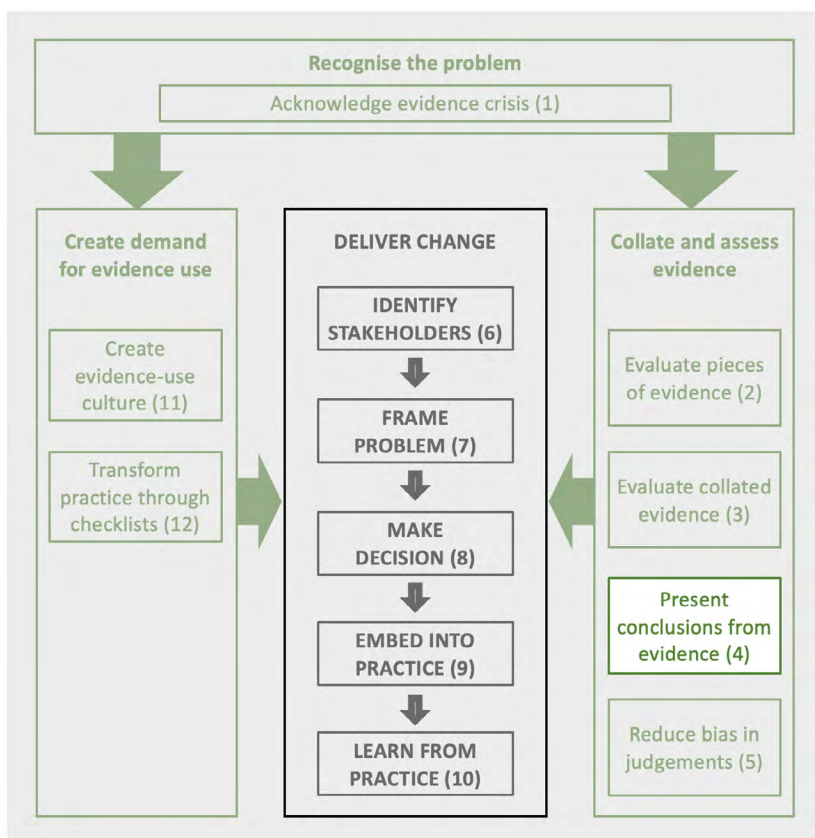 Recognise the problem
Acknowledge evidence crisis (1)
Create demand
for evidence use
Create
evidence-use
culture (11)
Transform
practice through
checklists (12)
DELIVER CHANGE
IDENTIFY
STAKEHOLDERS (6)
FRAME
PROBLEM (7)
MAKE
DECISION (8)
EMBED INTO
PRACTICE (9)
LEARN FROM
PRACTICE (10)
Collate and assess
evidence
Evaluate pieces
of evidence (2)
Evaluate collated
evidence (3)
Present
conclusions from
evidence (4)
Reduce bias in
judgements (5)